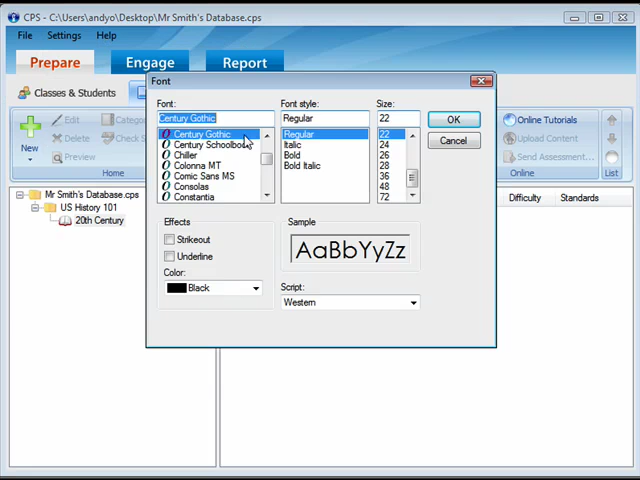 CPS - C:\Users\andyo\Desktop\Mr Smith's Database.cps
File Settings Help
Prepare Engage Report
Classes & Students
New
Edit
Delete
Preview
Home
Online Tutorials
Upload Content
Send Assessment...
Online
List
Mr Smith's Database.cps
US History 101
20th Century
Difficulty Standards
Font
Font: Font style: Size:
Century Gothic Regular 22
OK
Cancel
Century Gothic
Century Schoolbook
Chiller
Colonna MT
Comic Sans MS
Consolas
Constantia
Regular
Italic
Bold
Bold Italic
22
24
26
28
36
48
72
Effects
Strikeout
Underline
Color:
Black
Sample
AaBbYyZz
Script:
Western